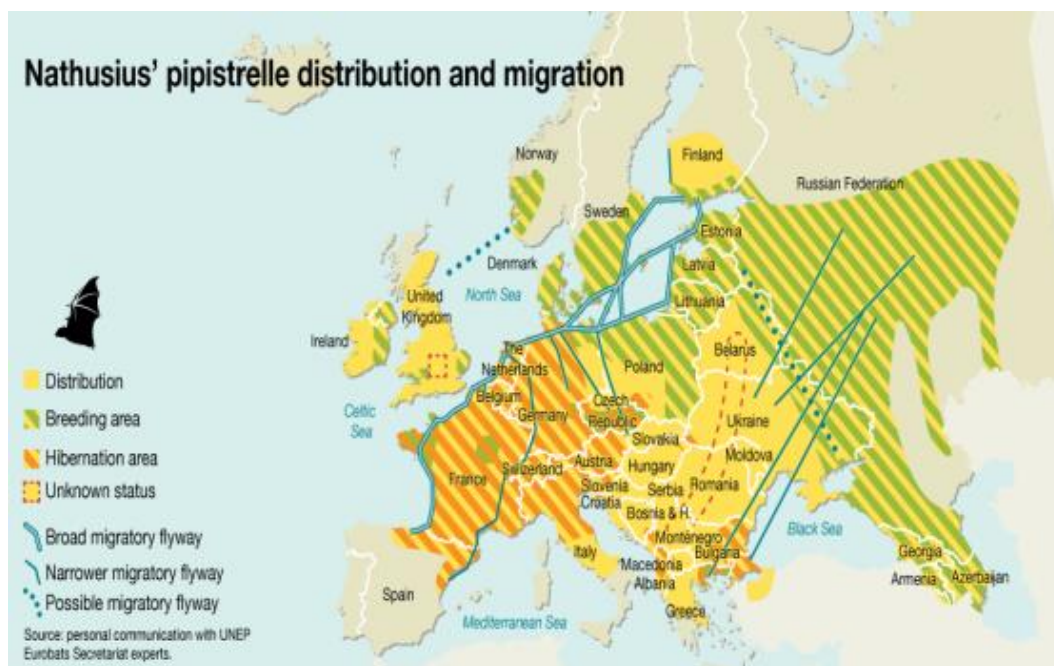 Nathusius’ pipistrelle distribution and migration
Norway
Finland
Russian Federation
Sweden
Estonia
Denmark
Latvia
North Sea
United
Kingdom
Lithuania
Ireland
The
Netherlands
Belarus
Poland
Distribution
Belgium
Germany
Czech
Republic
Celtic
Sea
Ukraine
Breeding area
Slovakia
Hibernation area
France
Switzerland
Austria
Hungary
Moldova
Unknown status
Slovenia
Croatia
Serbia
Romania
Bosnia & H.
Broad migratory flyway
Black Sea
Montenegro
Bulgaria
Italy
Georgia
Narrower migratory flyway
Macedonia
Armenia
Azerbaijan
Albania
Possible migratory flyway
Spain
Greece
Mediterranean Sea
Source: personal communication with UNEP
Eurobats Secretariat experts.